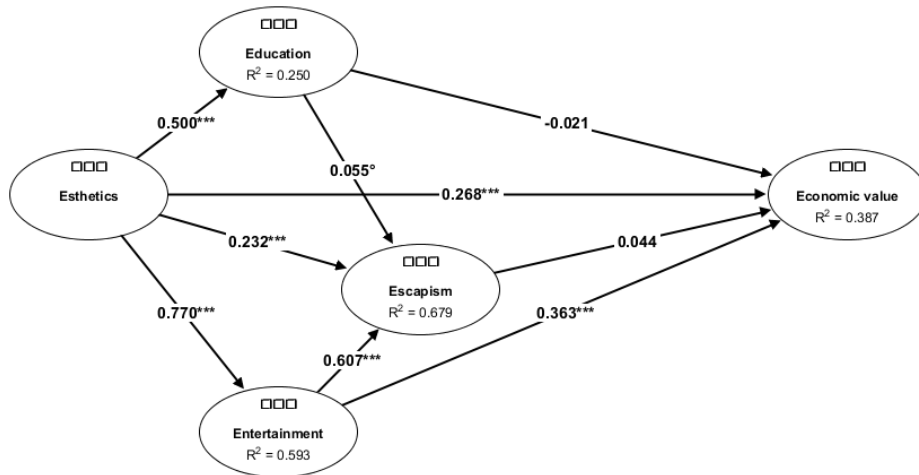 □□□
Education
R² = 0.250
0.500***
-0.021
0.055°
□□□
Esthetics
0.268***
□□□
Economic value
R² = 0.387
0.232***
0.044
□□□
Escapism
R² = 0.679
0.770***
0.363***
0.607***
□□□
Entertainment
R² = 0.593